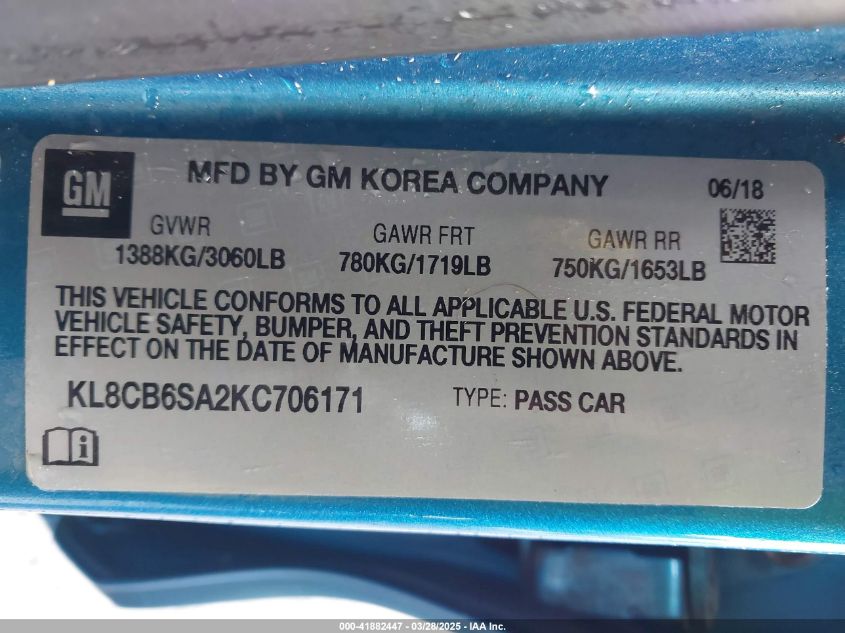 GM
MFD BY GM KOREA COMPANY
06/18
GVWR
1388KG/3060LB
GAWR FRT
780KG/1719LB
GAWR RR
750KG/1653LB
THIS VEHICLE CONFORMS TO ALL APPLICABLE U.S. FEDERAL MOTOR
VEHICLE SAFETY, BUMPER, AND THEFT PREVENTION STANDARDS IN
EFFECT ON THE DATE OF MANUFACTURE SHOWN ABOVE.
KL8CB6SA2KC706171
TYPE: PASS CAR
i
000-41882447 - 03/28/2025 - IAA Inc.